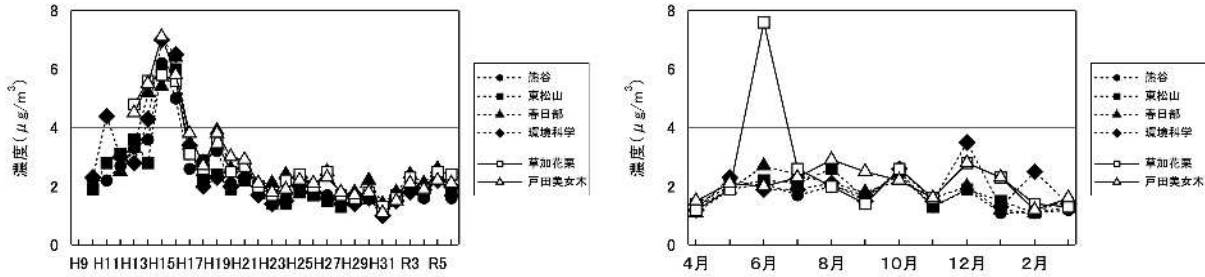 濃度(μg/m³)
8
6
4
2
0
H9 H11 H13 H15 H17 H19 H21 H23 H25 H27 H29 H31 R3 R5
熊谷
東松山
春日部
環境科学
草加花栗
戸田美女木
濃度(μg/m³)
8
6
4
2
0
4月 6月 8月 10月 12月 2月
熊谷
東松山
春日部
環境科学
草加花栗
戸田美女木